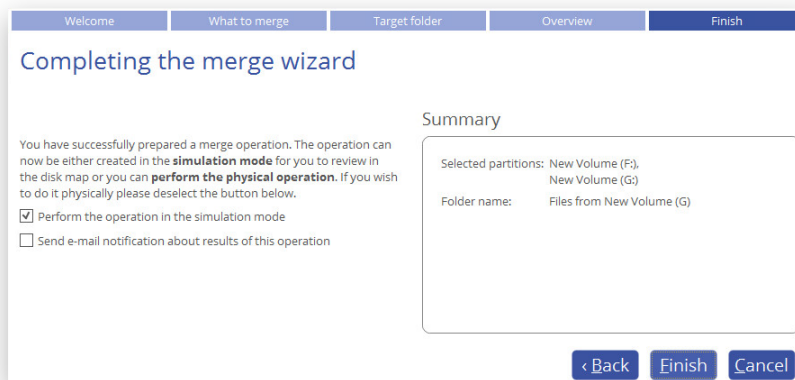 Welcome
What to merge
Target folder
Overview
Finish
Completing the merge wizard
You have successfully prepared a merge operation. The operation can
now be either created in the simulation mode for you to review in
the disk map or you can perform the physical operation. If you wish
to do it physically please deselect the button below.
Perform the operation in the simulation mode
Send e-mail notification about results of this operation
Summary
Selected partitions: New Volume (F:),
New Volume (G:)
Folder name: Files from New Volume (G)
‹ Back
Finish
Cancel